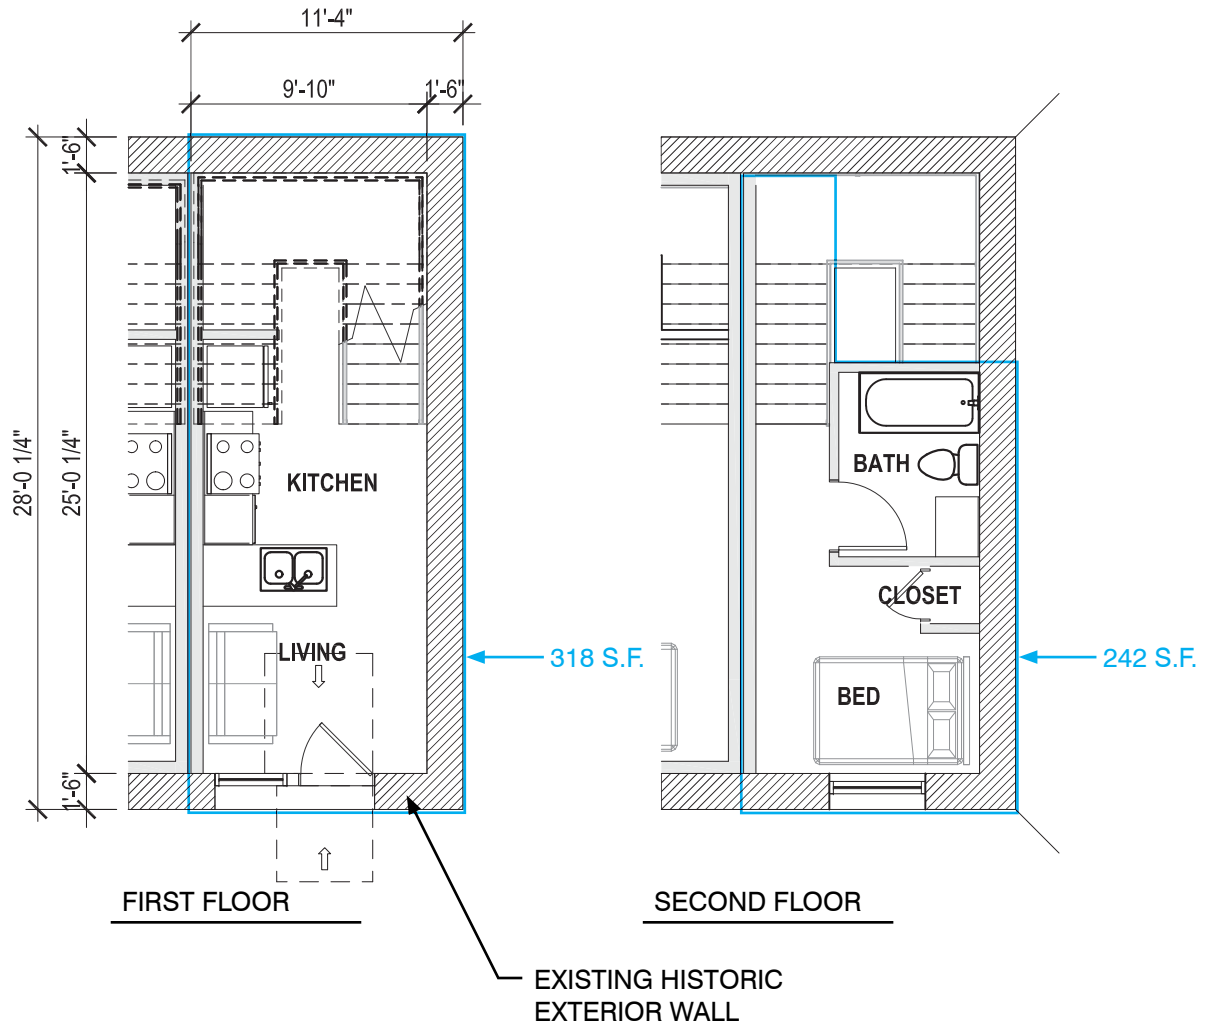 11'-4"
9'-10"
1'-6"
1'-6"
28'-0 1/4"
25'-0 1/4"
1'-6"
KITCHEN
LIVING
318 S.F.
BATH
CLOSET
BED
242 S.F.
FIRST FLOOR
SECOND FLOOR
EXISTING HISTORIC
EXTERIOR WALL